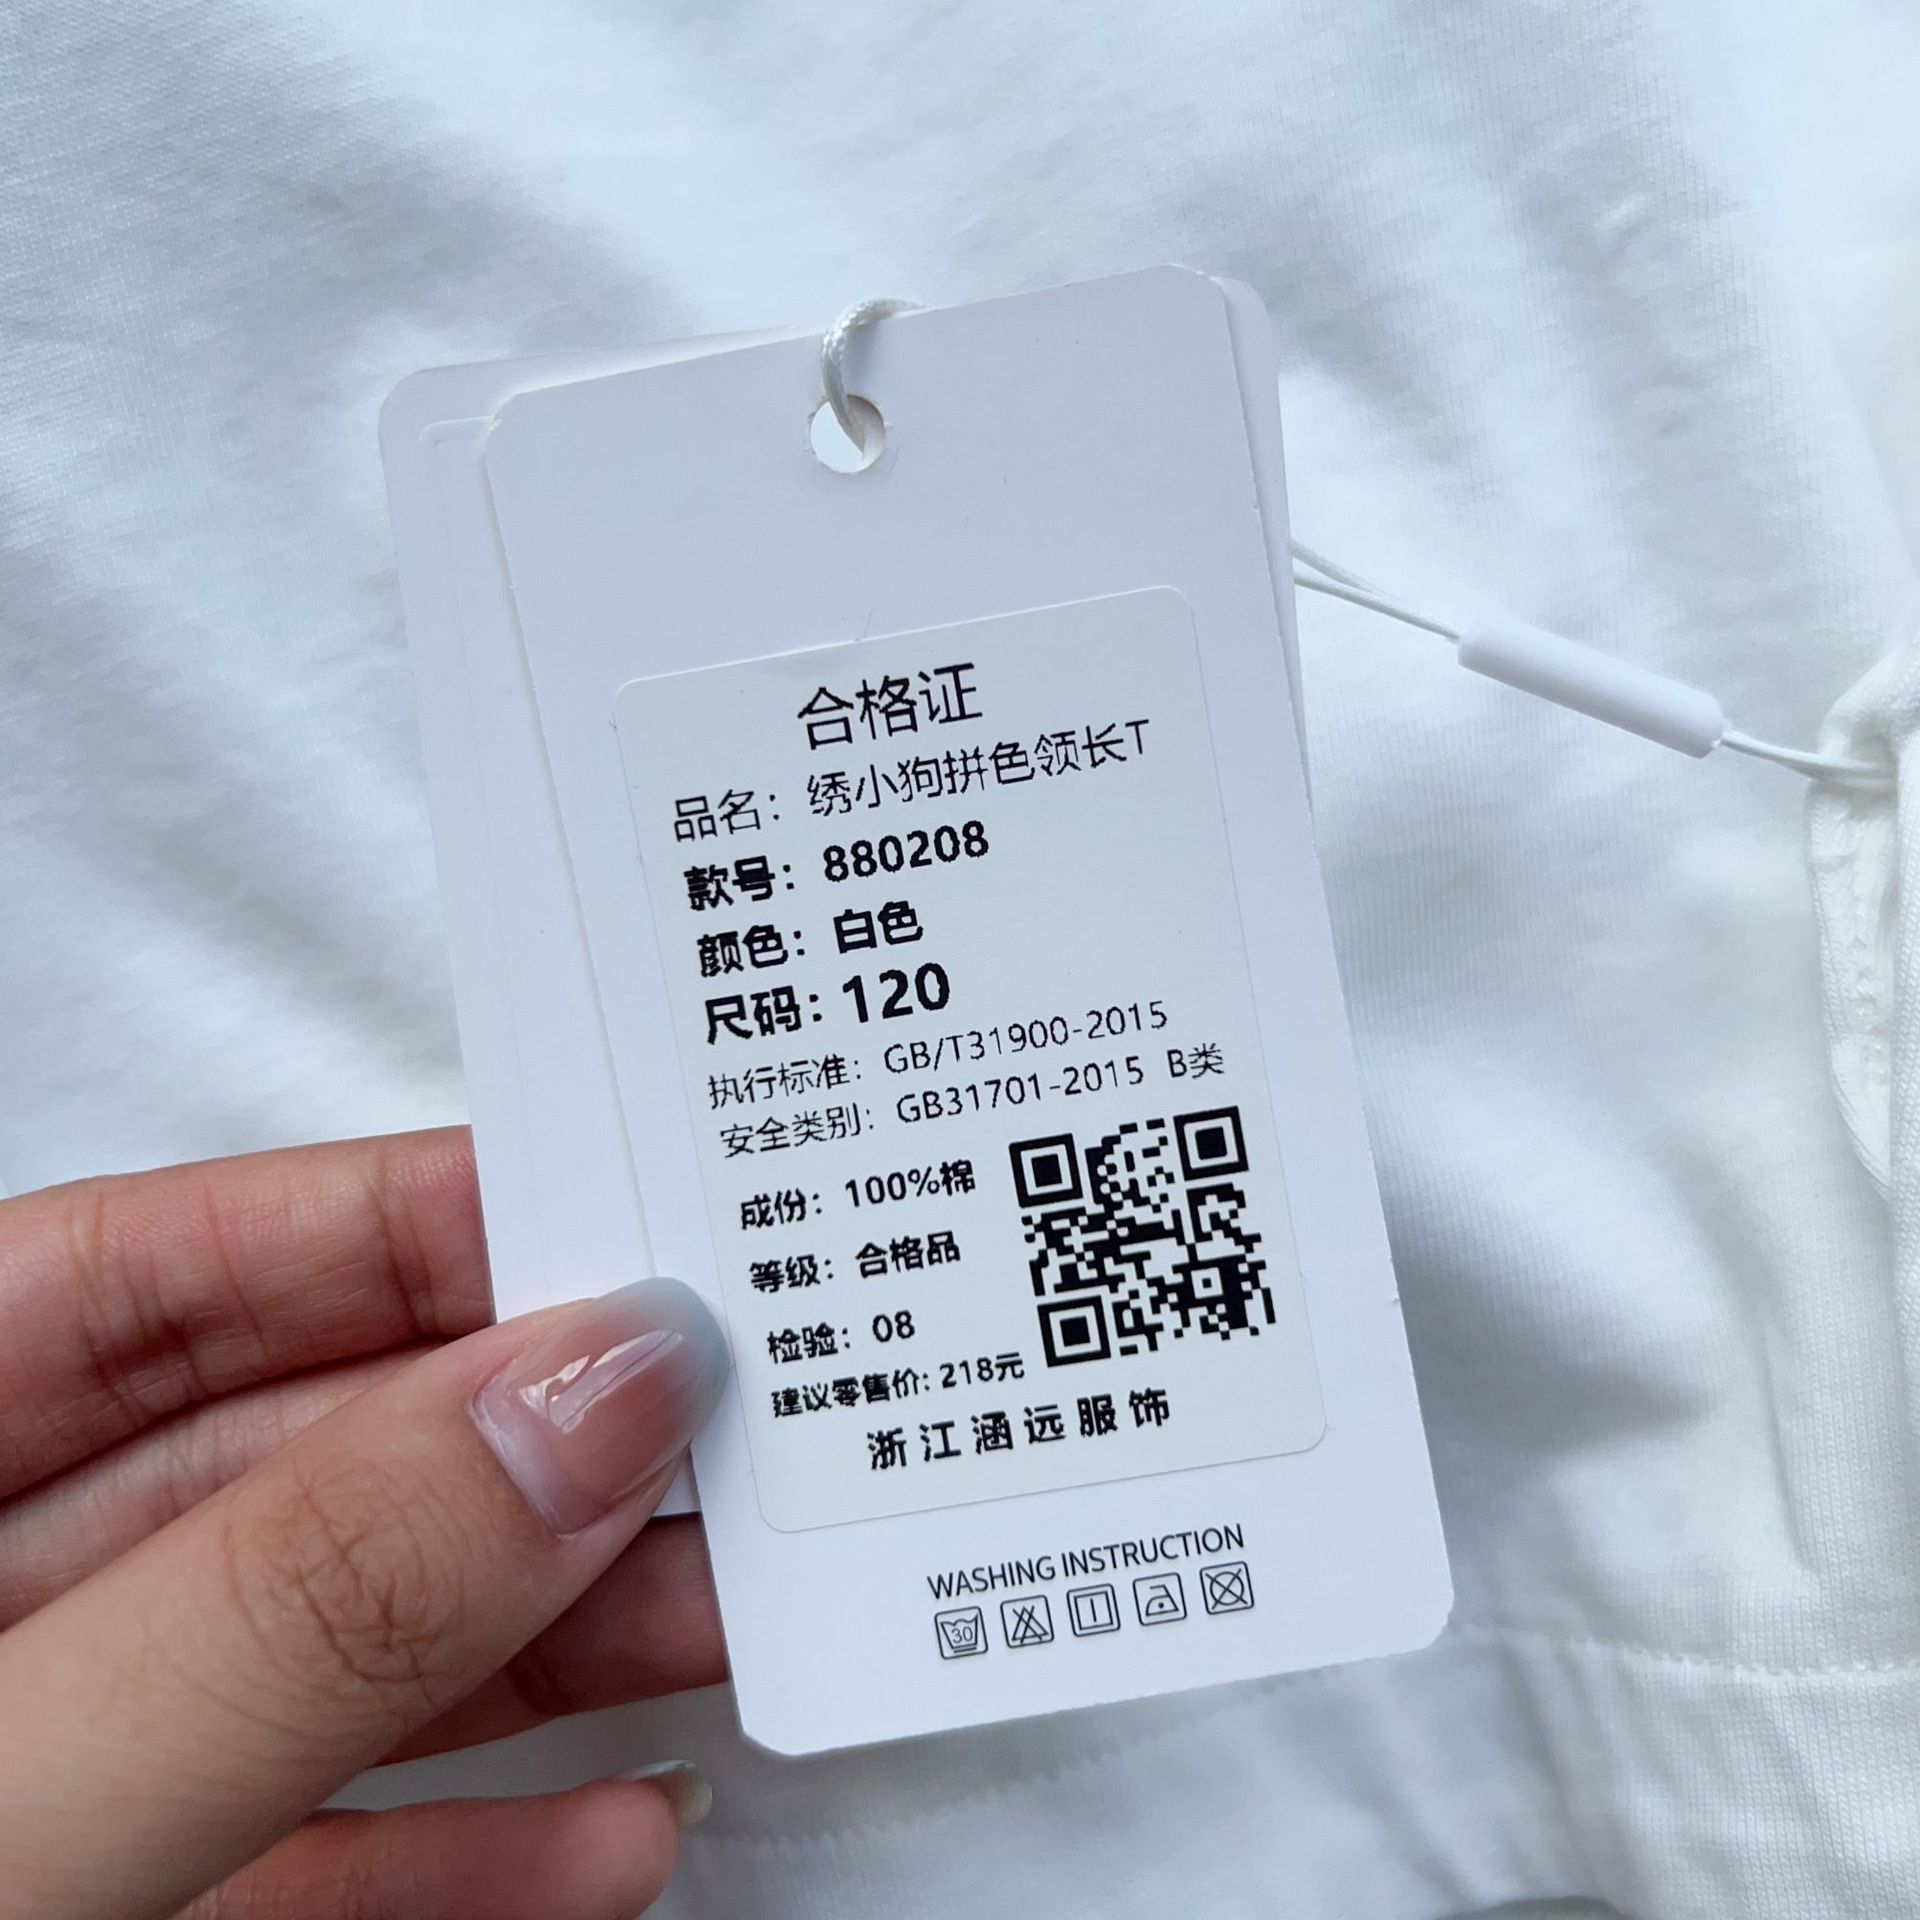 合格证
品名：绣小狗拼色领长T
款号：880208
颜色：白色
尺码：120
执行标准：GB/T31900-2015
安全类别：GB31701-2015 B类
成份：100%棉
等级：合格品
检验：08
建议零售价：218元
浙江涵远服饰
WASHING INSTRUCTION
30